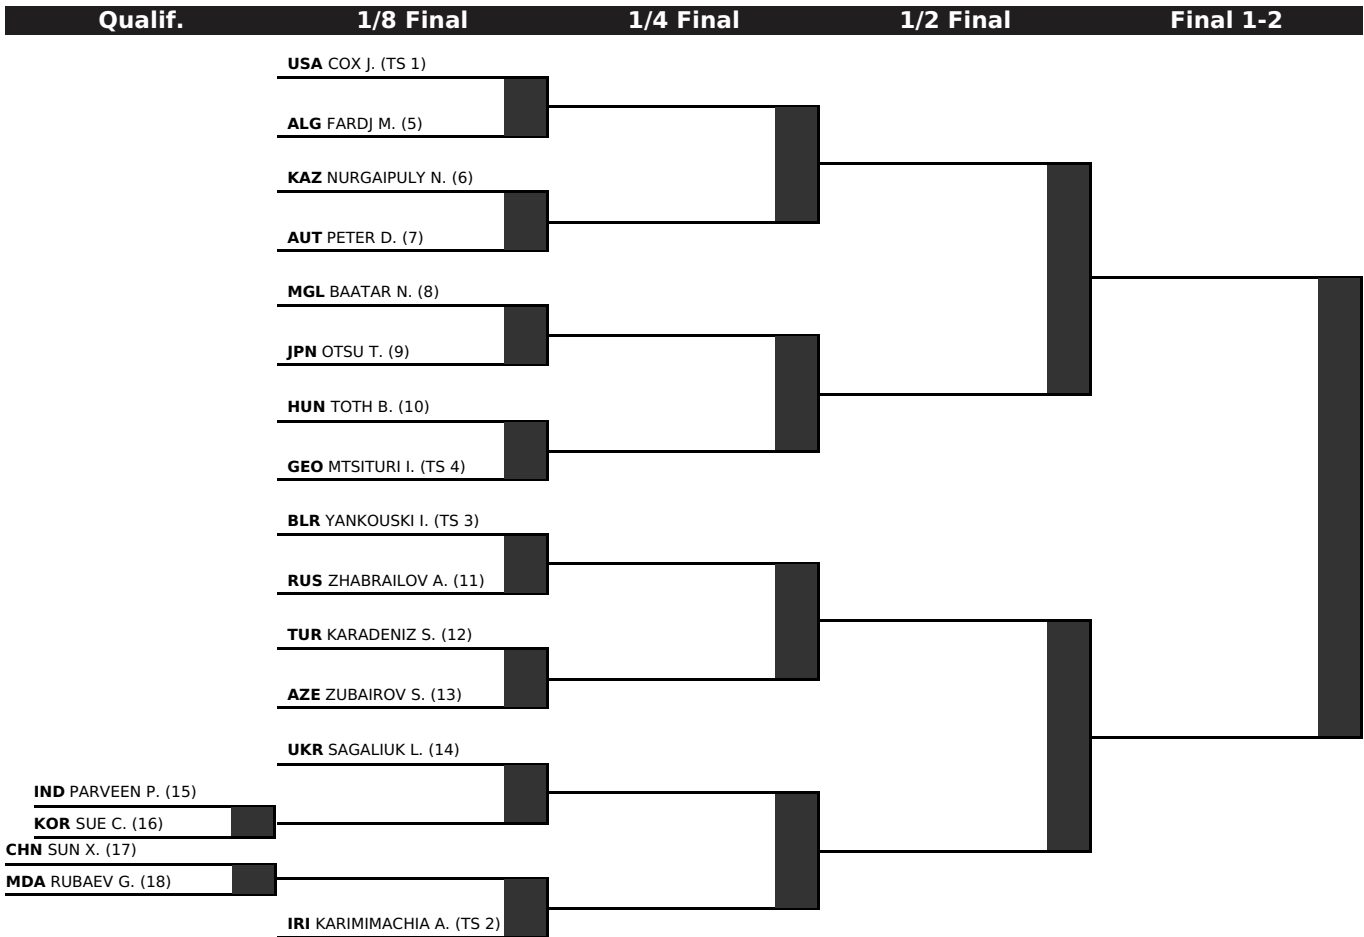 Qualif. 1/8 Final 1/4 Final 1/2 Final Final 1-2
USA COX J. (TS 1)
ALG FARDJ M. (5)
KAZ NURGAIPULY N. (6)
AUT PETER D. (7)
MGL BAATAR N. (8)
JPN OTSU T. (9)
HUN TOTH B. (10)
GEO MTSITURI I. (TS 4)
BLR YANKOUSKI I. (TS 3)
RUS ZHABRAILOV A. (11)
TUR KARADENIZ S. (12)
AZE ZUBAIROV S. (13)
UKR SAGALIUK L. (14)
IND PARVEEN P. (15)
KOR SUE C. (16)
CHN SUN X. (17)
MDA RUBAEV G. (18)
IRI KARIMIMACHIA A. (TS 2)